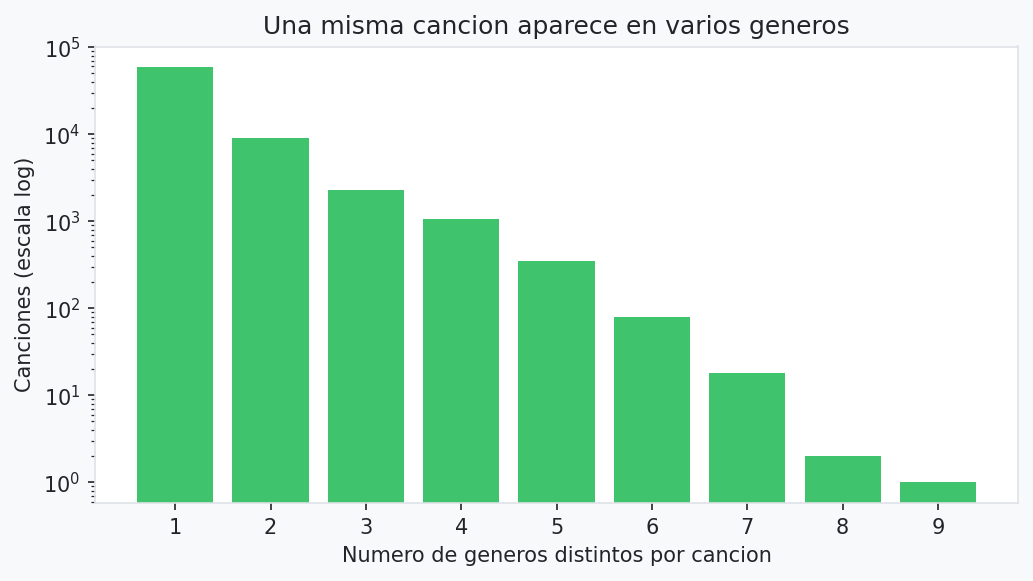 Una misma cancion aparece en varios generos
Canciones (escala log)
10^5
10^4
10^3
10^2
10^1
10^0
1 2 3 4 5 6 7 8 9
Numero de generos distintos por cancion